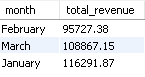 month total_revenue
February 95727.38
March 108867.15
January 116291.87